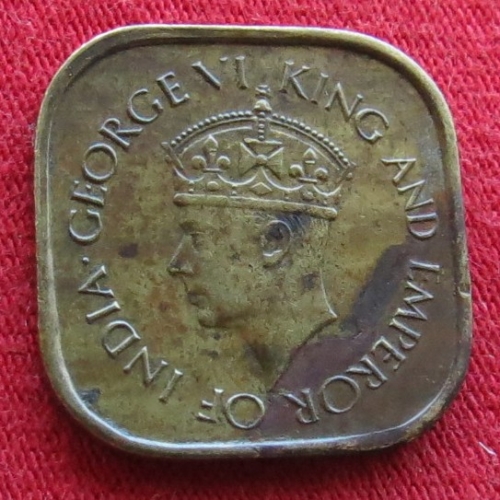 GEORGE VI KING AND EMPEROR OF INDIA ·